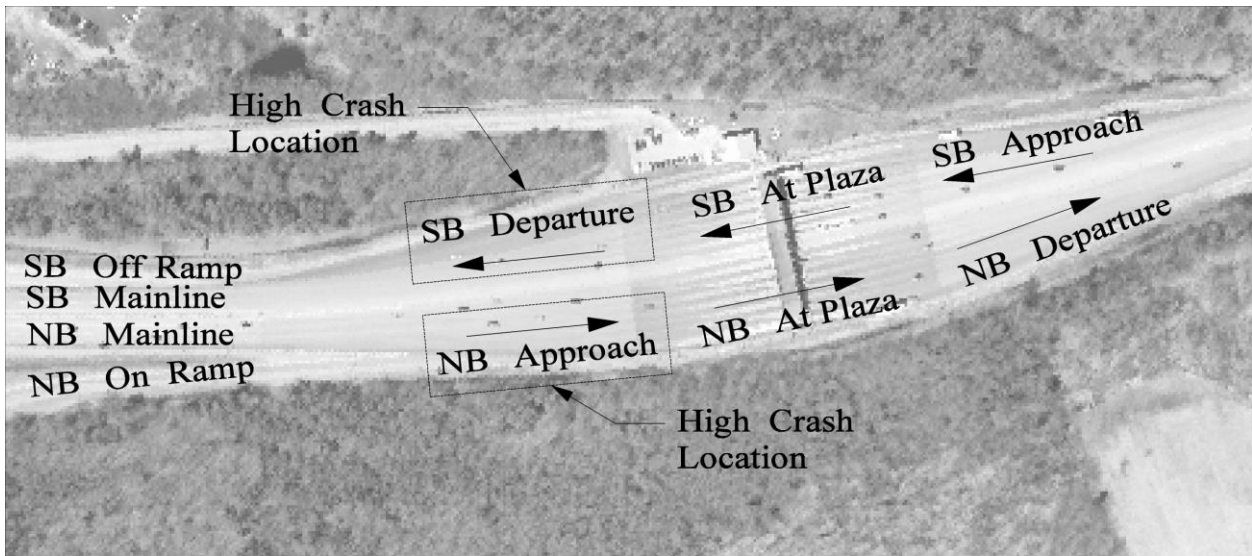 High Crash
Location
SB Approach
SB At Plaza
SB Departure
NB Departure
SB Off Ramp
SB Mainline
NB Mainline
NB At Plaza
NB Approach
NB On Ramp
High Crash
Location